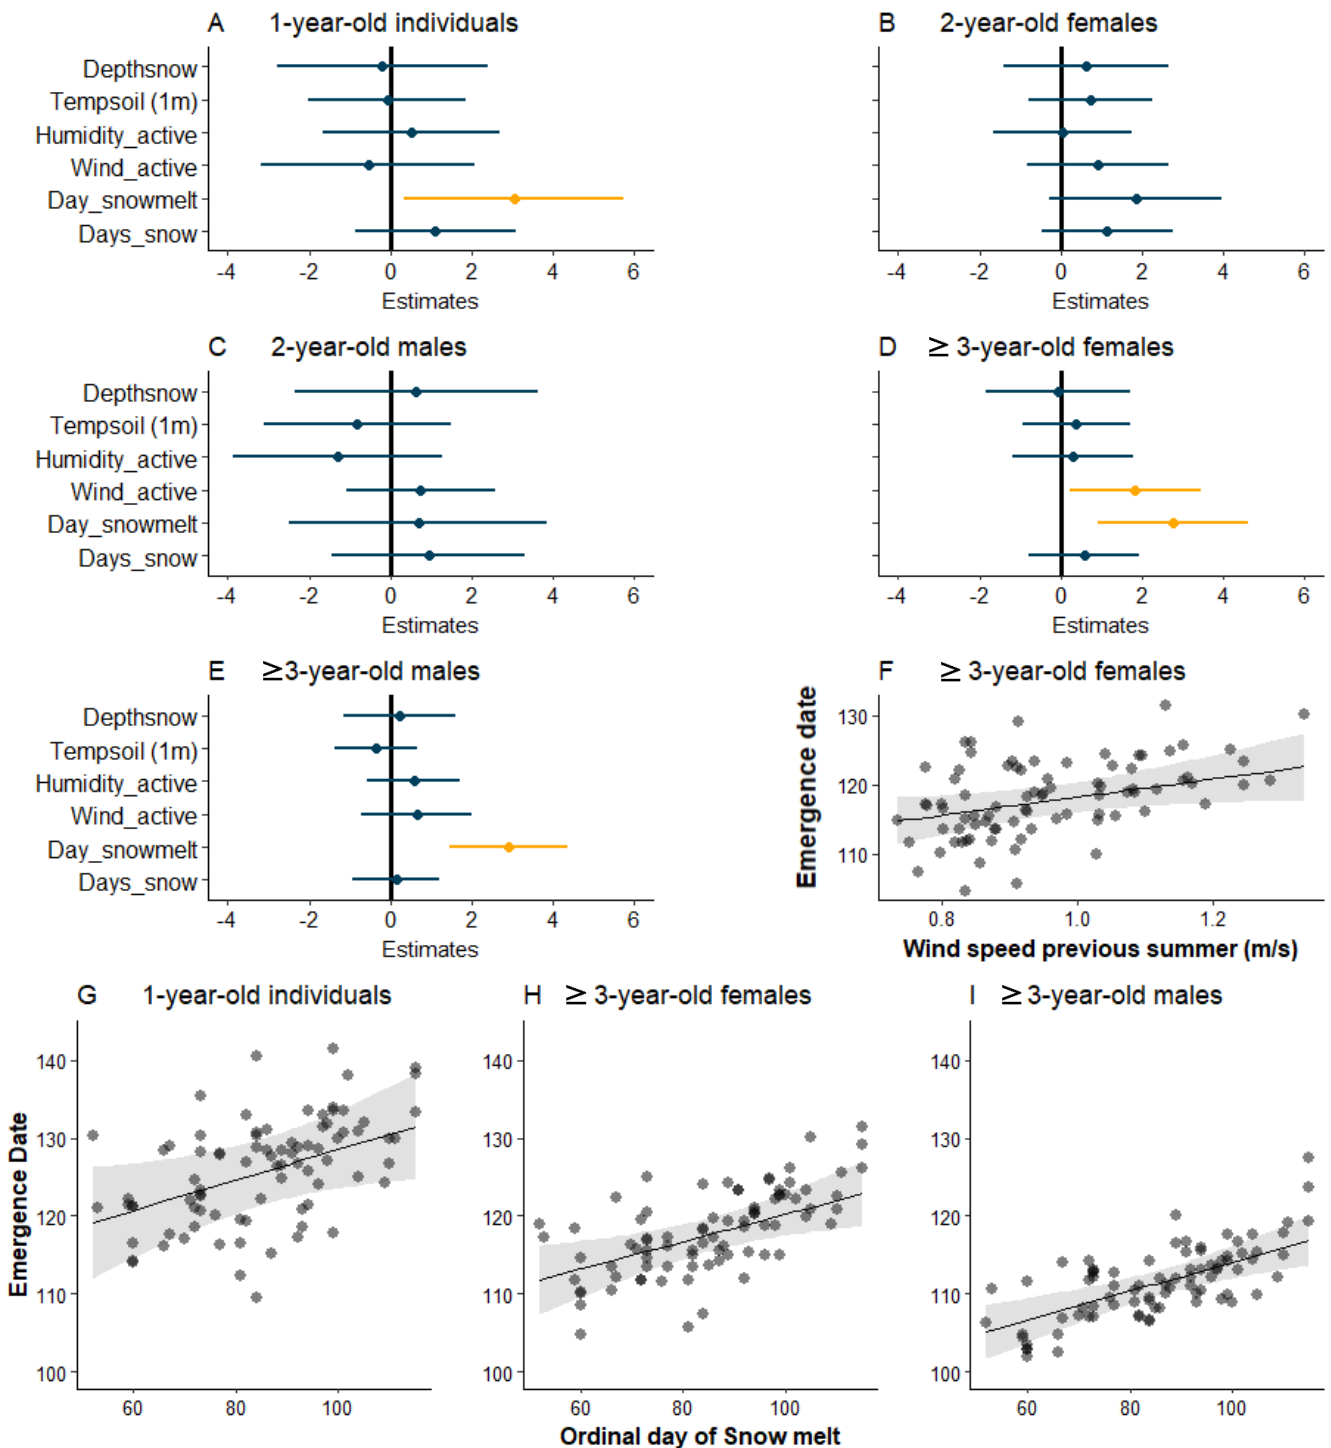 A 1-year-old individuals
B 2-year-old females
Depthsnow
Tempsoil (1m)
Humidity_active
Wind_active
Day_snowmelt
Days_snow
-4 -2 0 2 4 6
Estimates
-4 -2 0 2 4 6
Estimates
C 2-year-old males
D ≥ 3-year-old females
Depthsnow
Tempsoil (1m)
Humidity_active
Wind_active
Day_snowmelt
Days_snow
-4 -2 0 2 4 6
Estimates
-4 -2 0 2 4 6
Estimates
E ≥3-year-old males
Depthsnow
Tempsoil (1m)
Humidity_active
Wind_active
Day_snowmelt
Days_snow
-4 -2 0 2 4 6
Estimates
F ≥ 3-year-old females
Emergence date
130
120
110
0.8 1.0 1.2
Wind speed previous summer (m/s)
G 1-year-old individuals
H ≥ 3-year-old females
I ≥ 3-year-old males
Emergence Date
140
130
120
110
100
60 80 100
140
130
120
110
100
60 80 100
140
130
120
110
100
60 80 100
Ordinal day of Snow melt